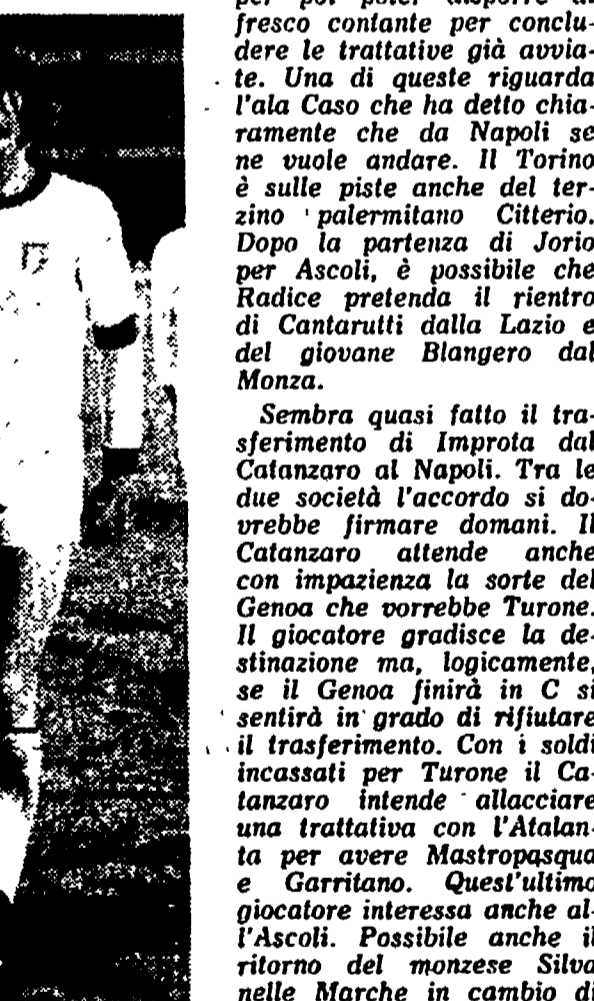 fresco contante per conclu-
dere le trattative già avvia-
te. Una di queste riguarda
l'ala Caso che ha detto chia-
ramente che da Napoli se
ne vuole andare. Il Torino
è sulle piste anche del ter-
zino palermitano Citterio.
Dopo la partenza di Jorio
per Ascoli, è possibile che
Radice pretenda il rientro
di Cantarutti dalla Lazio e
del giovane Blangero dal
Monza.
Sembra quasi fatto il tra-
sferimento di Improta dal
Catanzaro al Napoli. Tra le
due società l'accordo si do-
vrebbe firmare domani. Il
Catanzaro attende anche
con impazienza la sorte del
Genoa che vorrebbe Turone.
Il giocatore gradisce la de-
stinazione ma, logicamente,
se il Genoa finirà in C si
sentirà in grado di rifiutare
il trasferimento. Con i soldi
incassati per Turone il Ca-
tanzaro intende allacciare
una trattativa con l'Atalan-
ta per avere Mastropasqua
e Garritano. Quest'ultimo
giocatore interessa anche al-
l'Ascoli. Possibile anche il
ritorno del monzese Silva
nelle Marche in cambio di